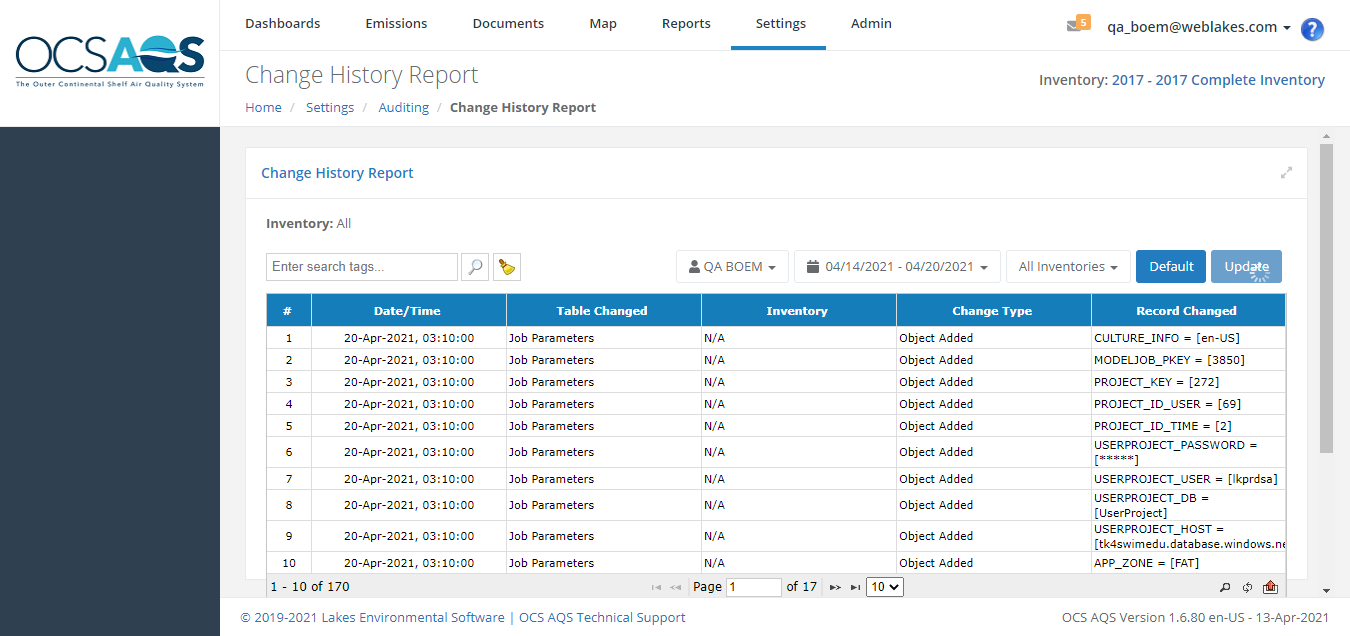 OCSAQS
The Outer Continental Shelf Air Quality System
Dashboards Emissions Documents Map Reports Settings Admin
5 qa_boem@weblakes.com ?
Change History Report
Inventory: 2017 - 2017 Complete Inventory
Home / Settings / Auditing / Change History Report
Change History Report
Inventory: All
Enter search tags... QA BOEM 04/14/2021 - 04/20/2021 All Inventories Default Update
# Date/Time Table Changed Inventory Change Type Record Changed
1 20-Apr-2021, 03:10:00 Job Parameters N/A Object Added CULTURE_INFO = [en-US]
2 20-Apr-2021, 03:10:00 Job Parameters N/A Object Added MODELJOB_PKEY = [3850]
3 20-Apr-2021, 03:10:00 Job Parameters N/A Object Added PROJECT_KEY = [272]
4 20-Apr-2021, 03:10:00 Job Parameters N/A Object Added PROJECT_ID_USER = [69]
5 20-Apr-2021, 03:10:00 Job Parameters N/A Object Added PROJECT_ID_TIME = [2]
6 20-Apr-2021, 03:10:00 Job Parameters N/A Object Added USERPROJECT_PASSWORD =
[*****]
7 20-Apr-2021, 03:10:00 Job Parameters N/A Object Added USERPROJECT_USER = [lkprdsa]
8 20-Apr-2021, 03:10:00 Job Parameters N/A Object Added USERPROJECT_DB =
[UserProject]
9 20-Apr-2021, 03:10:00 Job Parameters N/A Object Added USERPROJECT_HOST =
[tk4swimedu.database.windows.ne
10 20-Apr-2021, 03:10:00 Job Parameters N/A Object Added APP_ZONE = [FAT]
1 - 10 of 170 Page 1 of 17 10
© 2019-2021 Lakes Environmental Software | OCS AQS Technical Support
OCS AQS Version 1.6.80 en-US - 13-Apr-2021